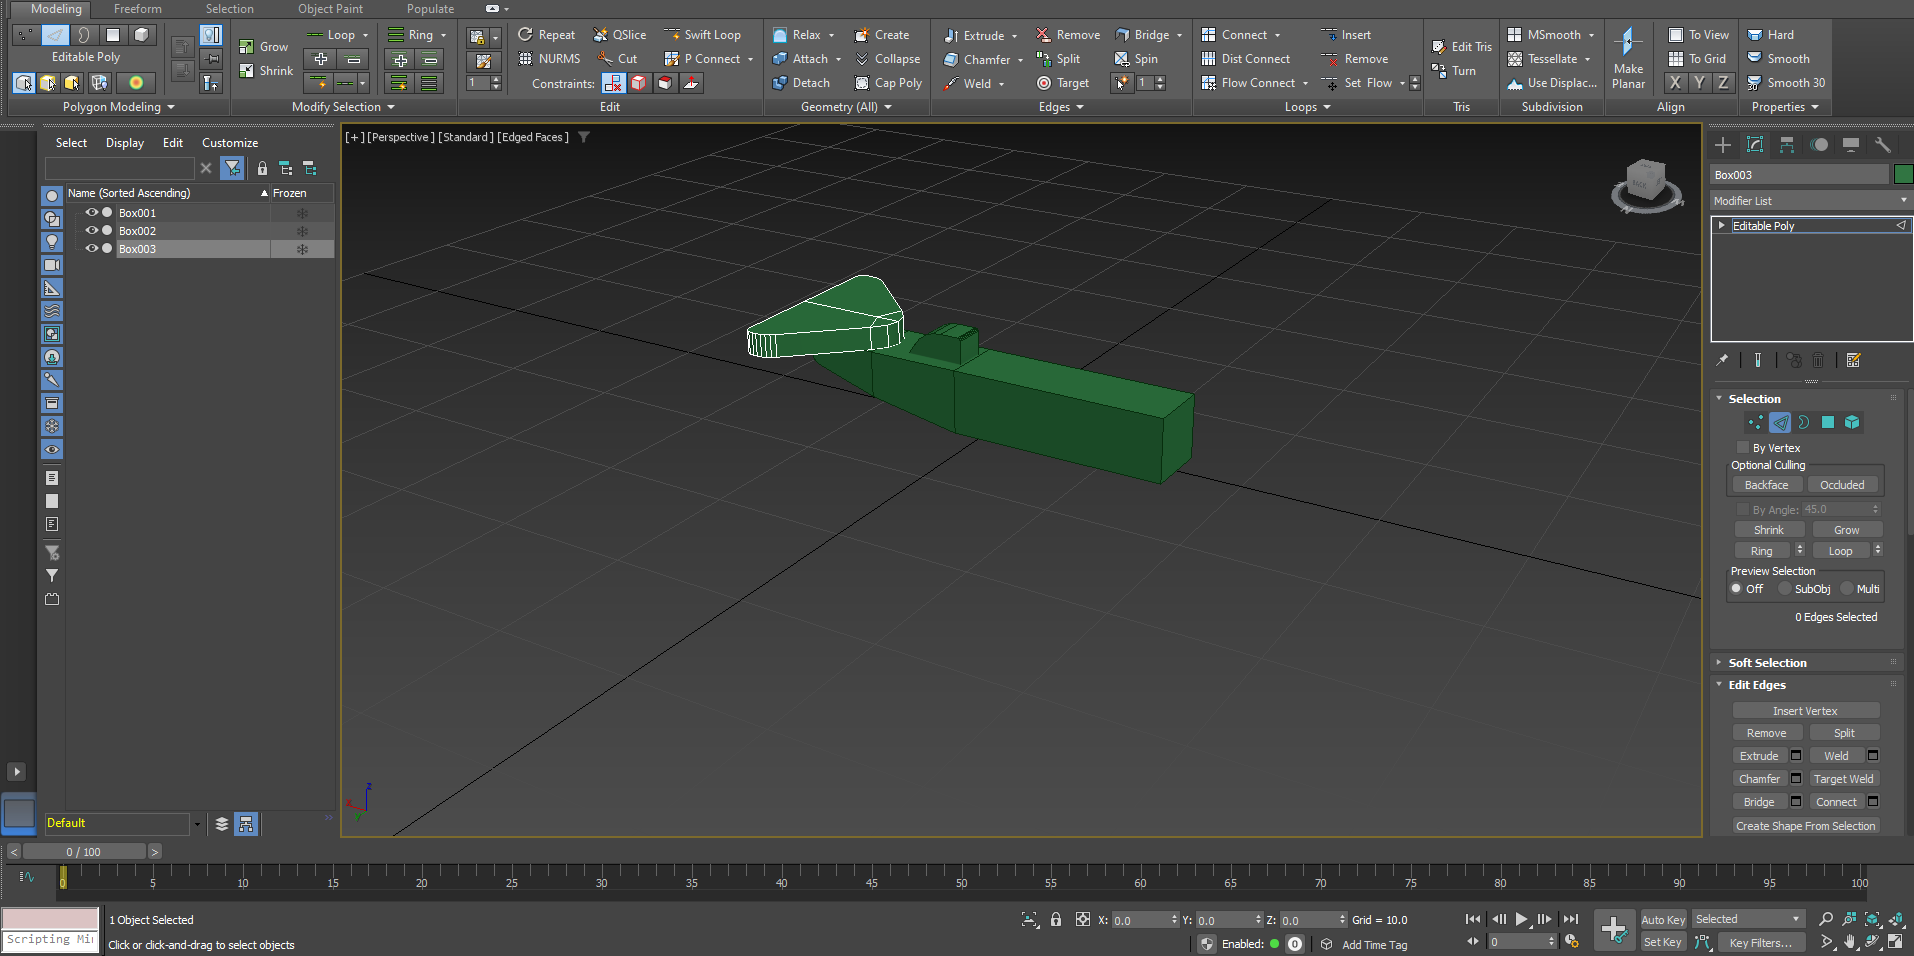 Modeling Freeform Selection Object Paint Populate
Loop Ring Repeat QSlice Swift Loop Relax Create Extrude Remove Bridge Connect Insert MSmooth To View Hard
Grow Edit Tris
Editable Poly NURMS Cut P Connect Attach Collapse Chamfer Split Spin Dist Connect Remove Tessellate Make To Grid Smooth
Shrink Turn
1 Constraints: Detach Cap Poly Weld Target 1 Flow Connect Set Flow Use Displac... Planar X Y Z Smooth 30
Polygon Modeling Modify Selection Edit Geometry (All) Edges Loops Tris Subdivision Align Properties
Select Display Edit Customize
[+] [Perspective] [Standard] [Edged Faces]
Name (Sorted Ascending) Frozen
Box001
Box002
Box003
BACK
Box003
Modifier List
Editable Poly
Selection
By Vertex
Optional Culling
Backface Occluded
By Angle: 45.0
Shrink Grow
Ring Loop
Preview Selection
Off SubObj Multi
0 Edges Selected
Soft Selection
Edit Edges
Insert Vertex
Remove Split
Extrude Weld
Chamfer Target Weld
Bridge Connect
Create Shape From Selection
z
Default
< 0 / 100 >
0 5 10 15 20 25 30 35 40 45 50 55 60 65 70 75 80 85 90 95 100
1 Object Selected X: 0.0 Y: 0.0 Z: 0.0 Grid = 10.0 Auto Key Selected
Scripting Mi
Click or click-and-drag to select objects Enabled: 0 Add Time Tag 0 Set Key Key Filters...